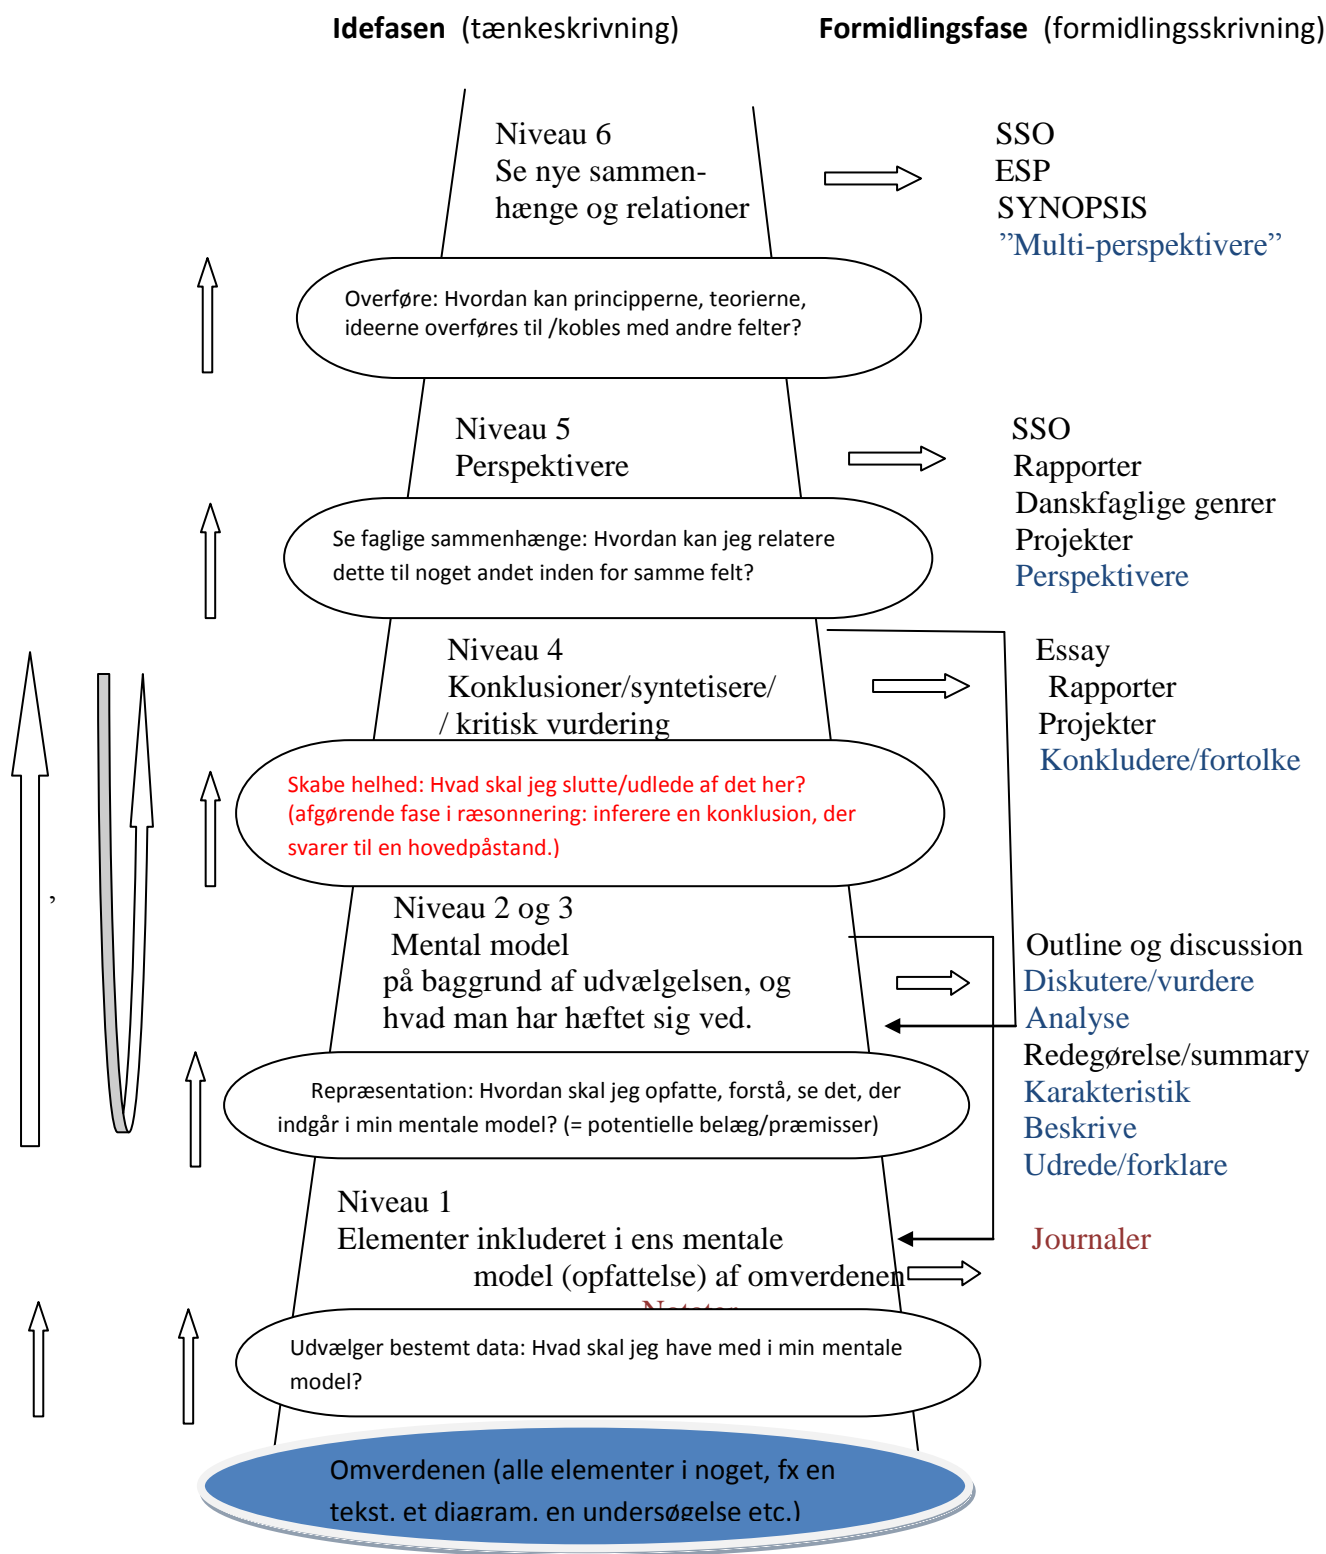 Idefasen (tænkeskrivning)
Formidlingsfase (formidlingsskrivning)
Niveau 6
Se nye sammen-
hænge og relationer
SSO
ESP
SYNOPSIS
”Multi-perspektivere”
Overføre: Hvordan kan principperne, teorierne,
ideerne overføres til /kobles med andre felter?
Niveau 5
Perspektivere
SSO
Rapporter
Danskfaglige genrer
Projekter
Perspektivere
Se faglige sammenhænge: Hvordan kan jeg relatere
dette til noget andet inden for samme felt?
Niveau 4
Konklusioner/syntetisere/
/ kritisk vurdering
Essay
Rapporter
Projekter
Konkludere/fortolke
Skabe helhed: Hvad skal jeg slutte/udlede af det her?
(afgørende fase i ræsonnering: inferere en konklusion, der
svarer til en hovedpåstand.)
,
Niveau 2 og 3
Mental model
på baggrund af udvælgelsen, og
hvad man har hæftet sig ved.
Outline og discussion
Diskutere/vurdere
Analyse
Redegørelse/summary
Karakteristik
Beskrive
Udrede/forklare
Repræsentation: Hvordan skal jeg opfatte, forstå, se det, der
indgår i min mentale model? (= potentielle belæg/præmisser)
Niveau 1
Elementer inkluderet i ens mentale
model (opfattelse) af omverdenen
Journaler
Udvælger bestemt data: Hvad skal jeg have med i min mentale
model?
Omverdenen (alle elementer i noget, fx en
tekst, et diagram, en undersøgelse etc.)